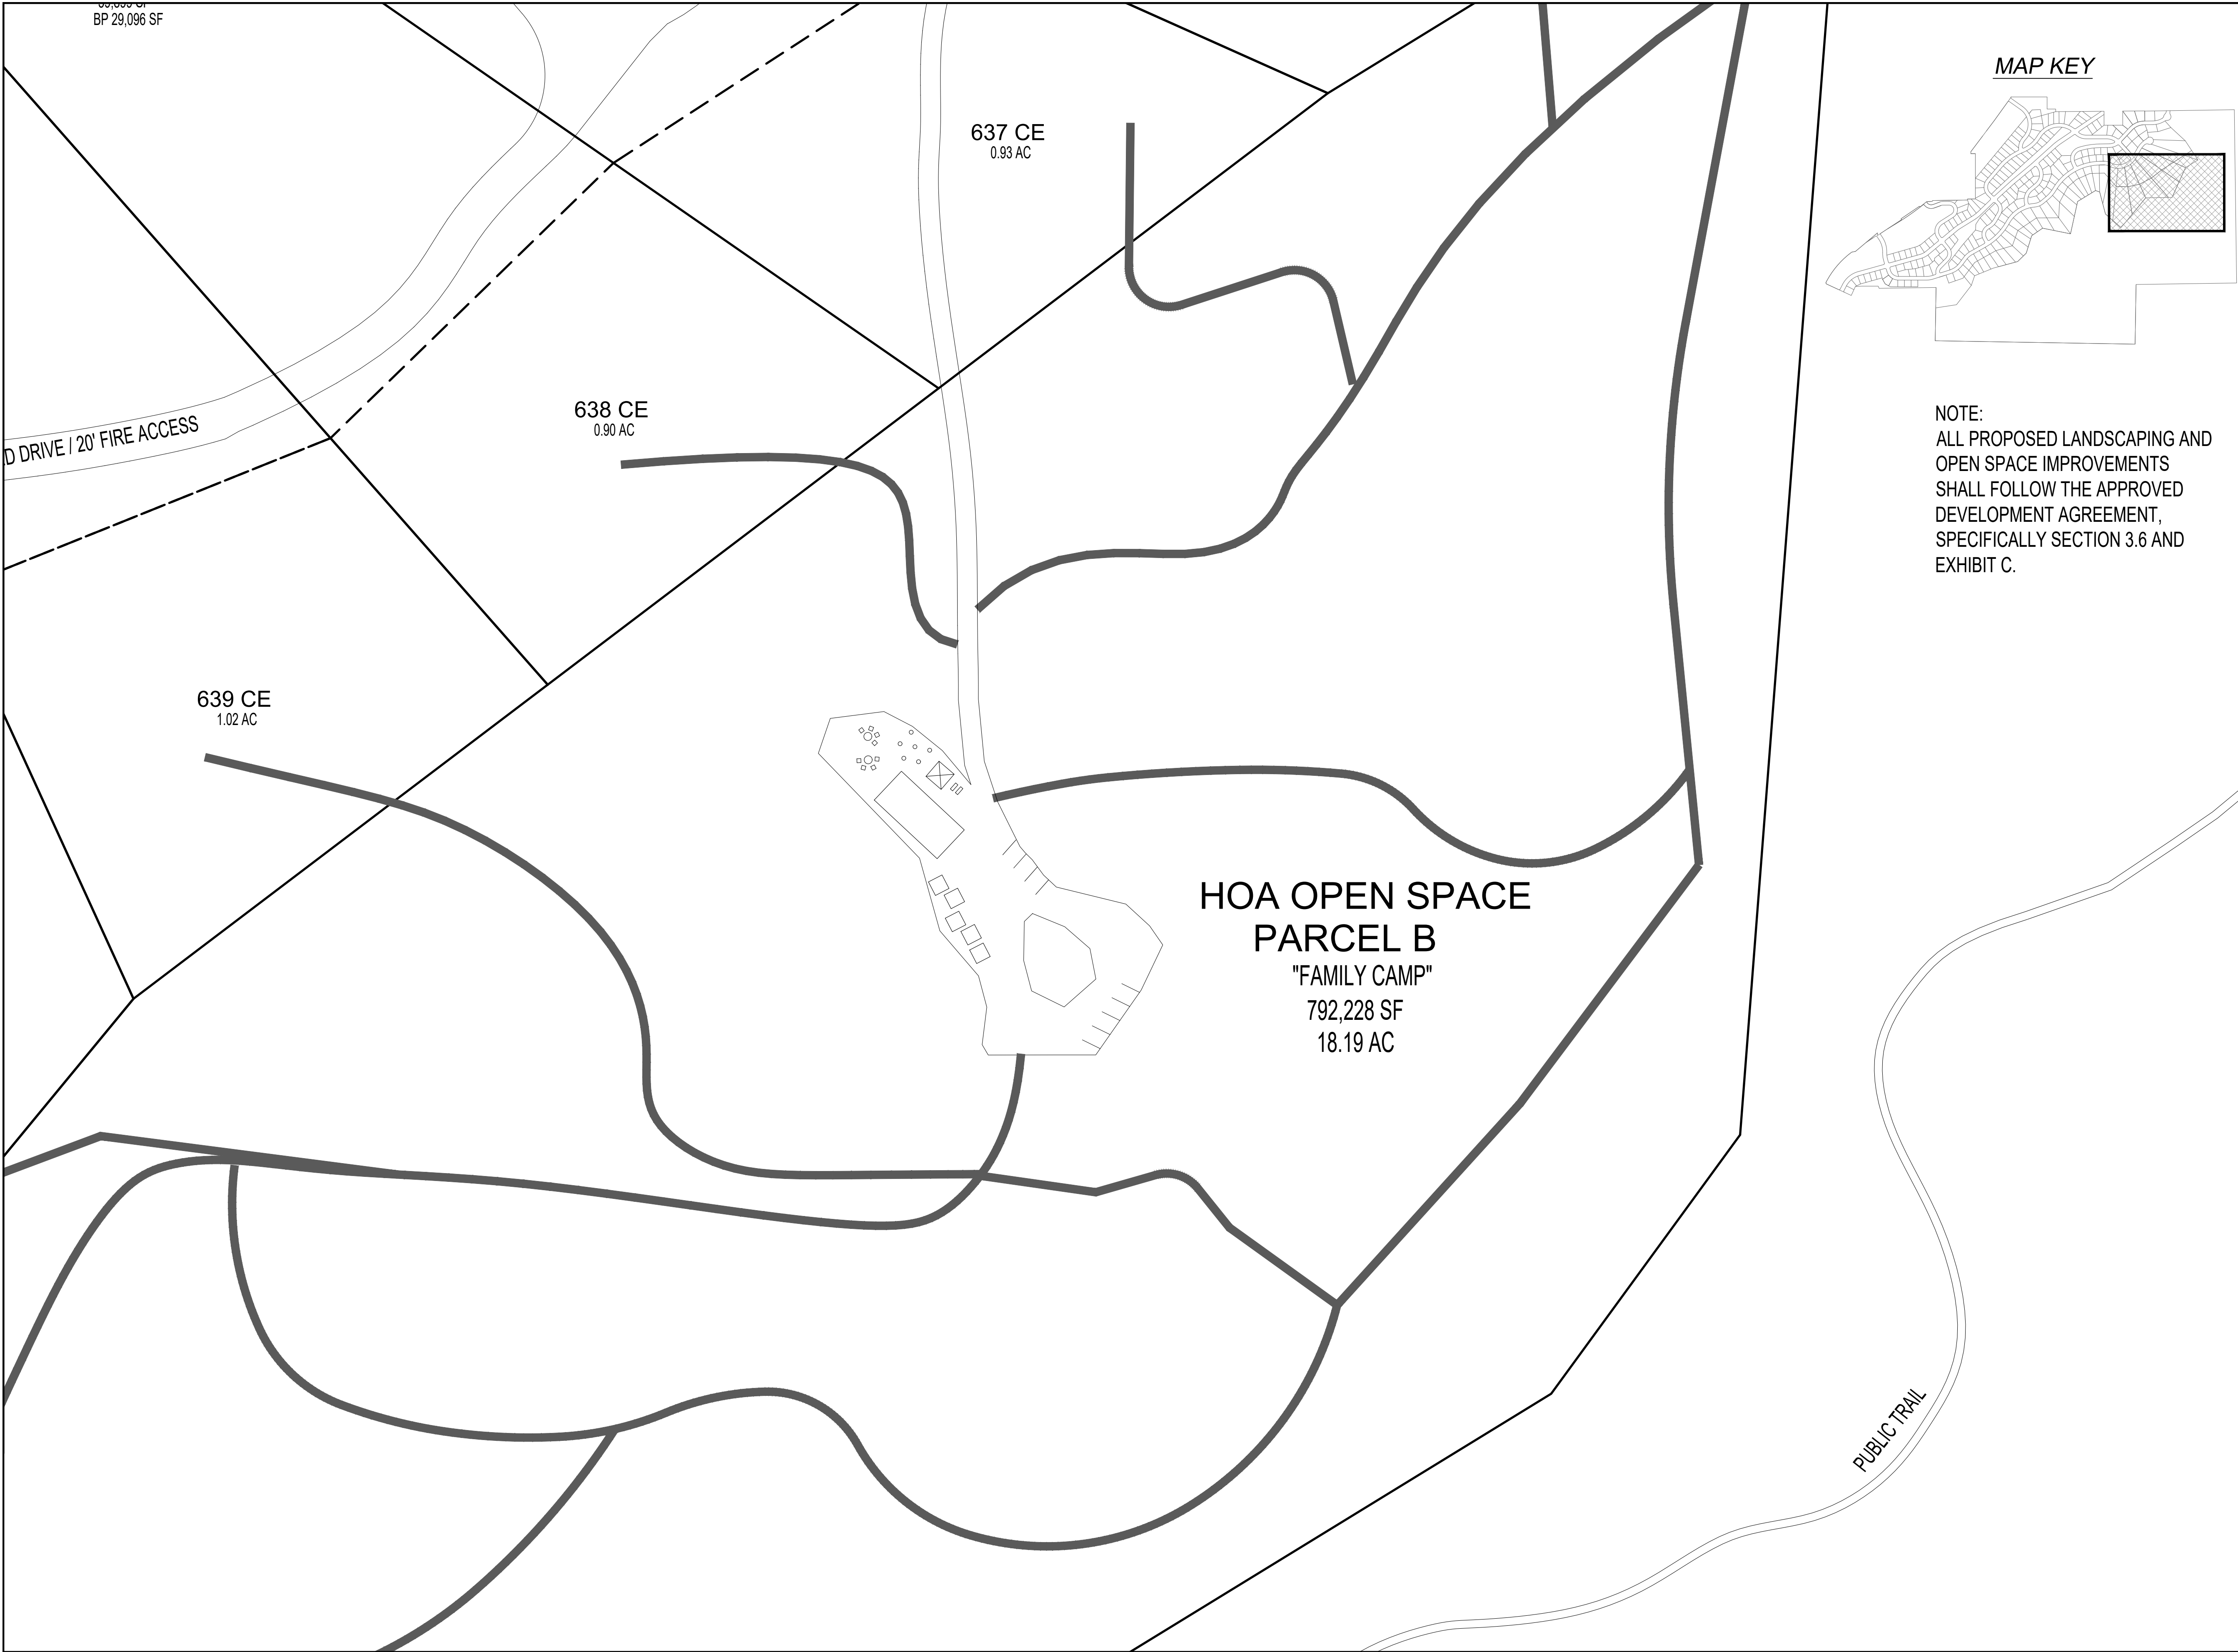 BP 29,096 SF
MAP KEY
637 CE
0.93 AC
638 CE
0.90 AC
NOTE:
ALL PROPOSED LANDSCAPING AND
OPEN SPACE IMPROVEMENTS
SHALL FOLLOW THE APPROVED
DEVELOPMENT AGREEMENT,
SPECIFICALLY SECTION 3.6 AND
EXHIBIT C.
D DRIVE / 20' FIRE ACCESS
639 CE
1.02 AC
HOA OPEN SPACE
PARCEL B
"FAMILY CAMP"
792,228 SF
18.19 AC
PUBLIC TRAIL